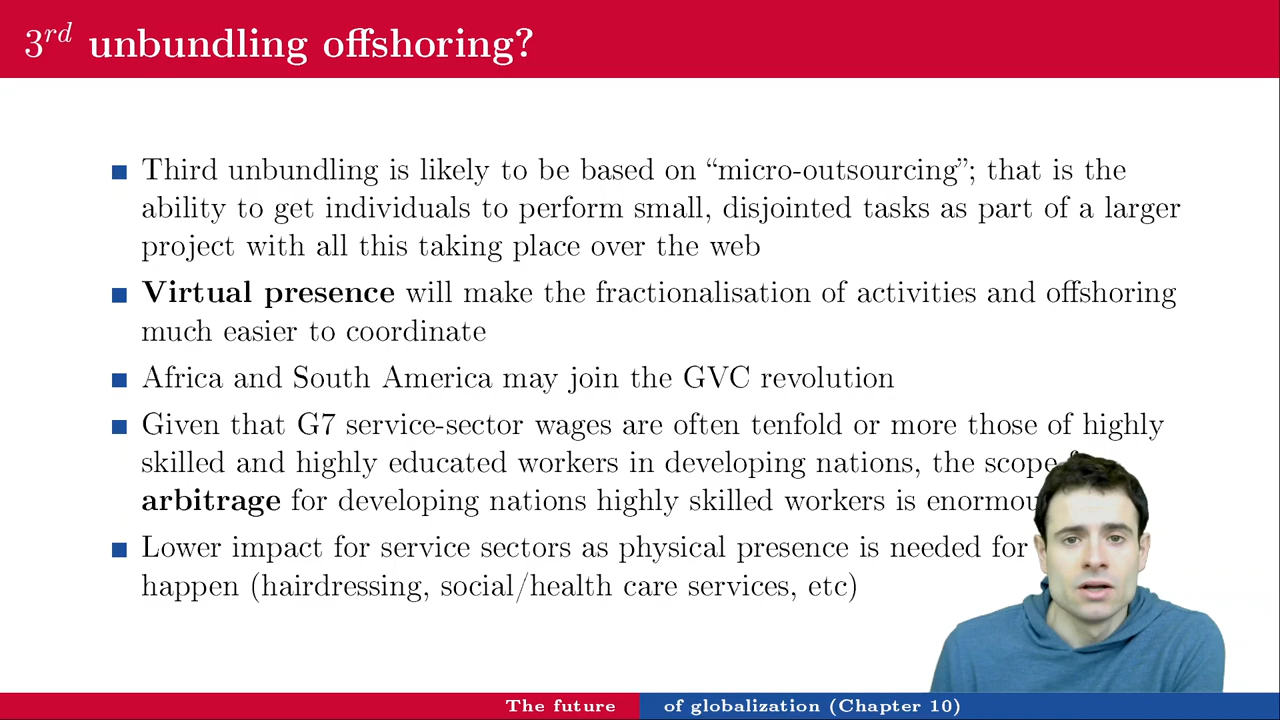 3rd unbundling offshoring?
Third unbundling is likely to be based on “micro-outsourcing”; that is the
ability to get individuals to perform small, disjointed tasks as part of a larger
project with all this taking place over the web
Virtual presence will make the fractionalisation of activities and offshoring
much easier to coordinate
Africa and South America may join the GVC revolution
Given that G7 service-sector wages are often tenfold or more those of highly
skilled and highly educated workers in developing nations, the scope
arbitrage for developing nations highly skilled workers is
Lower impact for service sectors as physical presence is needed for
happen (hairdressing, social/health care services, etc)
The future of globalization (Chapter 10)